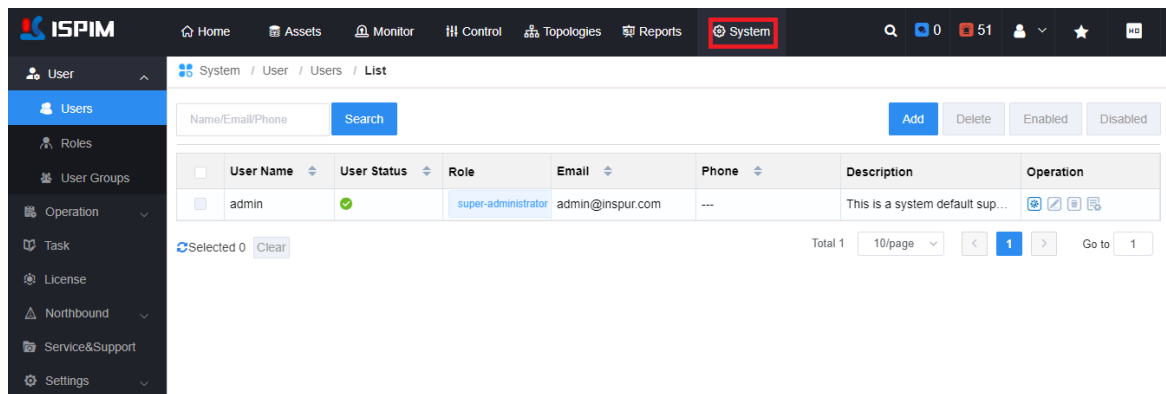 ISPIM
Home Assets Monitor Control Topologies Reports System 0 51 HD
User
Users
Roles
User Groups
Operation
Task
License
Northbound
Service&Support
Settings
System / User / Users / List
Name/Email/Phone Search Add Delete Enabled Disabled
User Name User Status Role Email Phone Description Operation
admin super-administrator admin@inspur.com --- This is a system default sup...
Selected 0 Clear Total 1 10/page < 1 > Go to 1